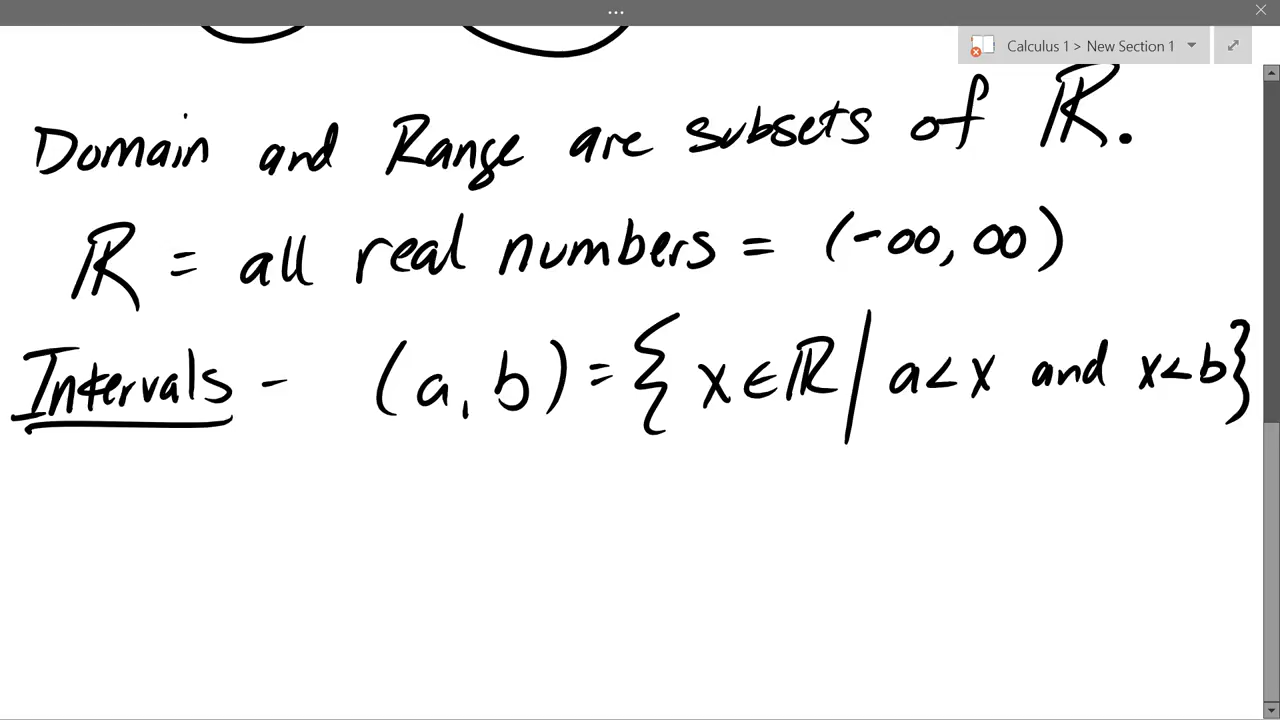 ...
Calculus 1 > New Section 1
Domain and Range are subsets of ℝ.
ℝ = all real numbers = (-∞, ∞)
Intervals - (a, b) = { x ∈ ℝ | a < x and x < b }